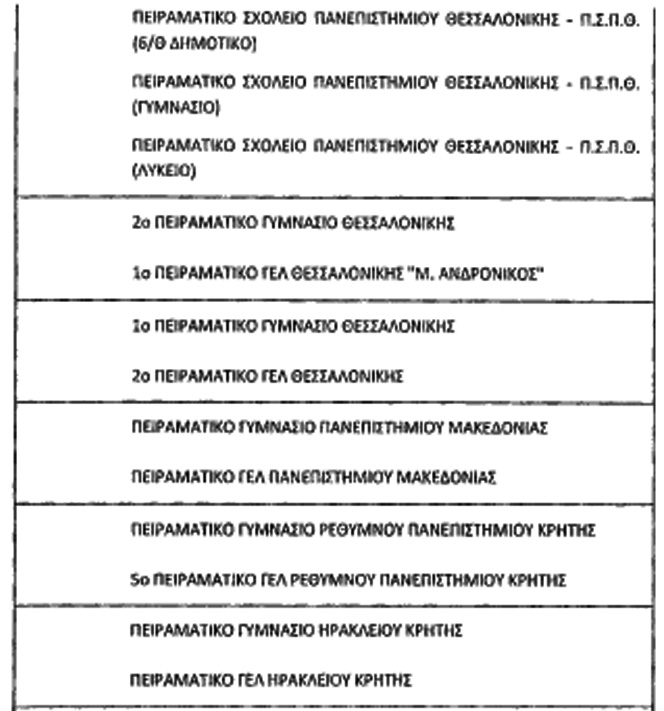 ΠΕΙΡΑΜΑΤΙΚΟ ΣΧΟΛΕΙΟ ΠΑΝΕΠΙΣΤΗΜΙΟΥ ΘΕΣΣΑΛΟΝΙΚΗΣ - Π.Σ.Π.Θ.
(6/Θ ΔΗΜΟΤΙΚΟ)
ΠΕΙΡΑΜΑΤΙΚΟ ΣΧΟΛΕΙΟ ΠΑΝΕΠΙΣΤΗΜΙΟΥ ΘΕΣΣΑΛΟΝΙΚΗΣ - Π.Σ.Π.Θ.
(ΓΥΜΝΑΣΙΟ)
ΠΕΙΡΑΜΑΤΙΚΟ ΣΧΟΛΕΙΟ ΠΑΝΕΠΙΣΤΗΜΙΟΥ ΘΕΣΣΑΛΟΝΙΚΗΣ - Π.Σ.Π.Θ.
(ΛΥΚΕΙΟ)
2ο ΠΕΙΡΑΜΑΤΙΚΟ ΓΥΜΝΑΣΙΟ ΘΕΣΣΑΛΟΝΙΚΗΣ
1ο ΠΕΙΡΑΜΑΤΙΚΟ ΓΕΛ ΘΕΣΣΑΛΟΝΙΚΗΣ "Μ. ΑΝΔΡΟΝΙΚΟΣ"
1ο ΠΕΙΡΑΜΑΤΙΚΟ ΓΥΜΝΑΣΙΟ ΘΕΣΣΑΛΟΝΙΚΗΣ
2ο ΠΕΙΡΑΜΑΤΙΚΟ ΓΕΛ ΘΕΣΣΑΛΟΝΙΚΗΣ
ΠΕΙΡΑΜΑΤΙΚΟ ΓΥΜΝΑΣΙΟ ΠΑΝΕΠΙΣΤΗΜΙΟΥ ΜΑΚΕΔΟΝΙΑΣ
ΠΕΙΡΑΜΑΤΙΚΟ ΓΕΛ ΠΑΝΕΠΙΣΤΗΜΙΟΥ ΜΑΚΕΔΟΝΙΑΣ
ΠΕΙΡΑΜΑΤΙΚΟ ΓΥΜΝΑΣΙΟ ΡΕΘΥΜΝΟΥ ΠΑΝΕΠΙΣΤΗΜΙΟΥ ΚΡΗΤΗΣ
5ο ΠΕΙΡΑΜΑΤΙΚΟ ΓΕΛ ΡΕΘΥΜΝΟΥ ΠΑΝΕΠΙΣΤΗΜΙΟΥ ΚΡΗΤΗΣ
ΠΕΙΡΑΜΑΤΙΚΟ ΓΥΜΝΑΣΙΟ ΗΡΑΚΛΕΙΟΥ ΚΡΗΤΗΣ
ΠΕΙΡΑΜΑΤΙΚΟ ΓΕΛ ΗΡΑΚΛΕΙΟΥ ΚΡΗΤΗΣ